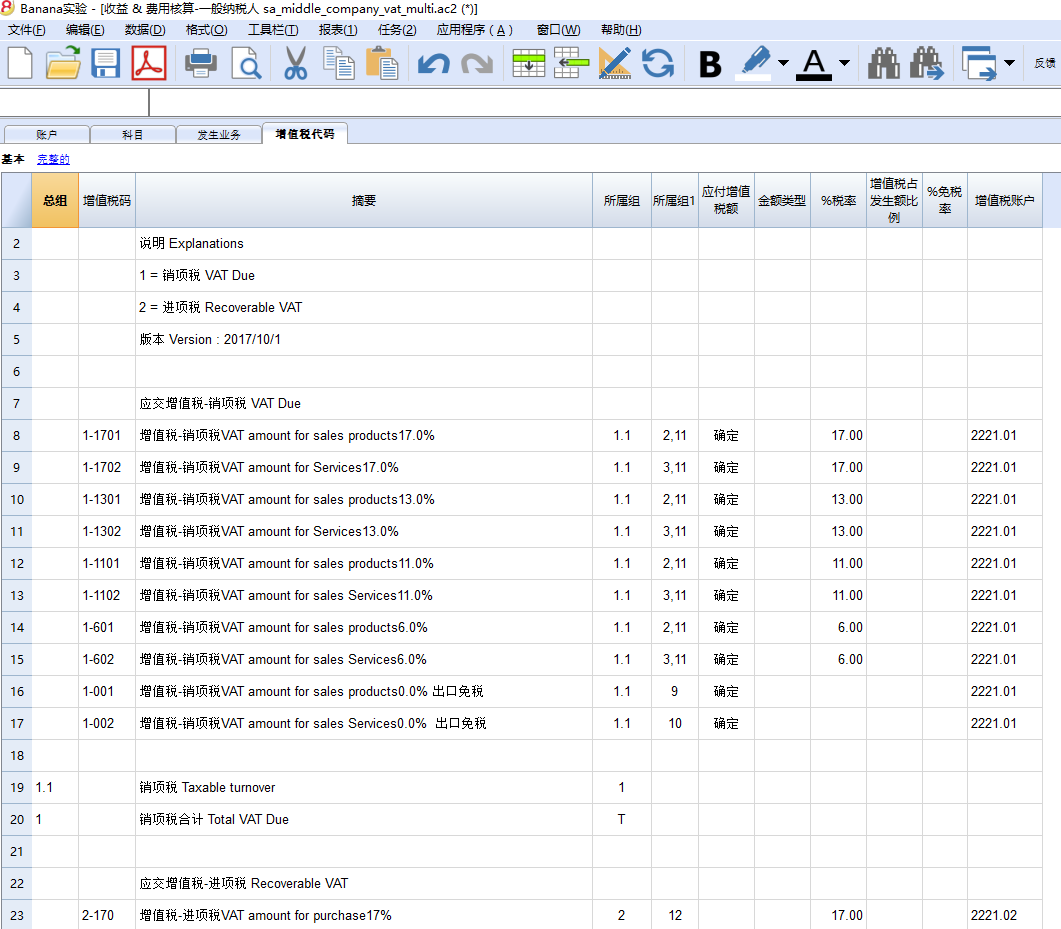 Banana实验 - [收益 & 费用核算-一般纳税人 sa_middle_company_vat_multi.ac2 (*)]
文件(F) 编辑(E) 数据(D) 格式(O) 工具栏(T) 报表(1) 任务(2) 应用程序 ( A ) 窗口(W) 帮助(H)
反馈
账户 科目 发生业务 增值税代码
基本 完整的
总组 增值税码 摘要 所属组 所属组1 应付增值税额 金额类型 %税率 增值税占发生额比例 %免税率 增值税账户
2 说明 Explanations
3 1 = 销项税 VAT Due
4 2 = 进项税 Recoverable VAT
5 版本 Version : 2017/10/1
6
7 应交增值税-销项税 VAT Due
8 1-1701 增值税-销项税VAT amount for sales products17.0% 1.1 2,11 确定 17.00 2221.01
9 1-1702 增值税-销项税VAT amount for Services17.0% 1.1 3,11 确定 17.00 2221.01
10 1-1301 增值税-销项税VAT amount for sales products13.0% 1.1 2,11 确定 13.00 2221.01
11 1-1302 增值税-销项税VAT amount for Services13.0% 1.1 3,11 确定 13.00 2221.01
12 1-1101 增值税-销项税VAT amount for sales products11.0% 1.1 2,11 确定 11.00 2221.01
13 1-1102 增值税-销项税VAT amount for sales Services11.0% 1.1 3,11 确定 11.00 2221.01
14 1-601 增值税-销项税VAT amount for sales products6.0% 1.1 2,11 确定 6.00 2221.01
15 1-602 增值税-销项税VAT amount for sales Services6.0% 1.1 3,11 确定 6.00 2221.01
16 1-001 增值税-销项税VAT amount for sales products0.0% 出口免税 1.1 9 确定 2221.01
17 1-002 增值税-销项税VAT amount for sales Services0.0% 出口免税 1.1 10 确定 2221.01
18
19 1.1 销项税 Taxable turnover 1
20 1 销项税合计 Total VAT Due T
21
22 应交增值税-进项税 Recoverable VAT
23 2-170 增值税-进项税VAT amount for purchase17% 2 12 17.00 2221.02